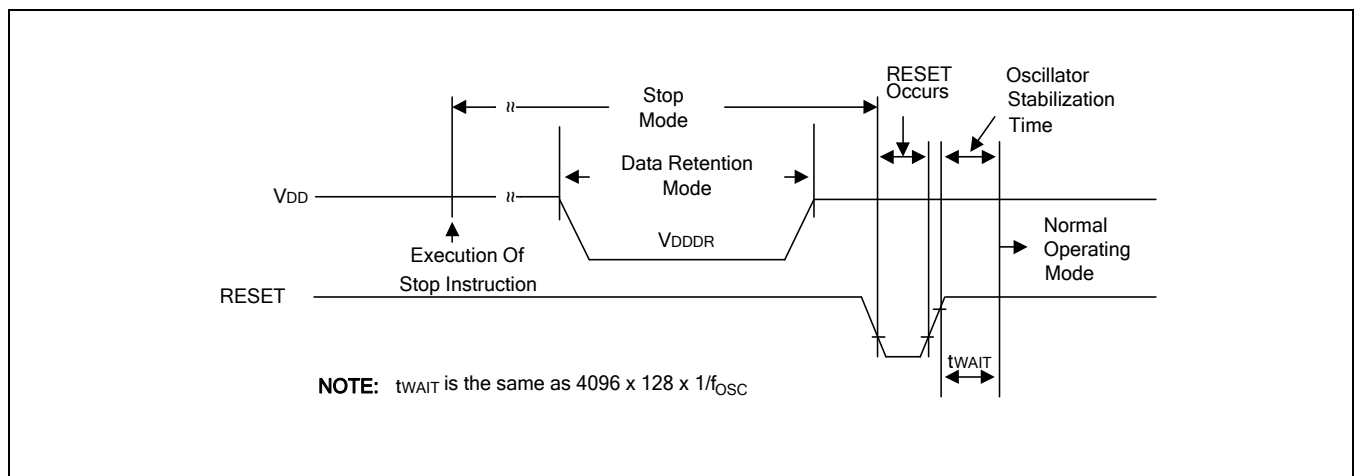 RESET
Occurs
Oscillator
Stabilization
Time
Stop
Mode
Data Retention
Mode
VDD
VDDDR
Execution Of
Stop Instruction
Normal
Operating
Mode
RESET
tWAIT
NOTE: tWAIT is the same as 4096 x 128 x 1/fOSC